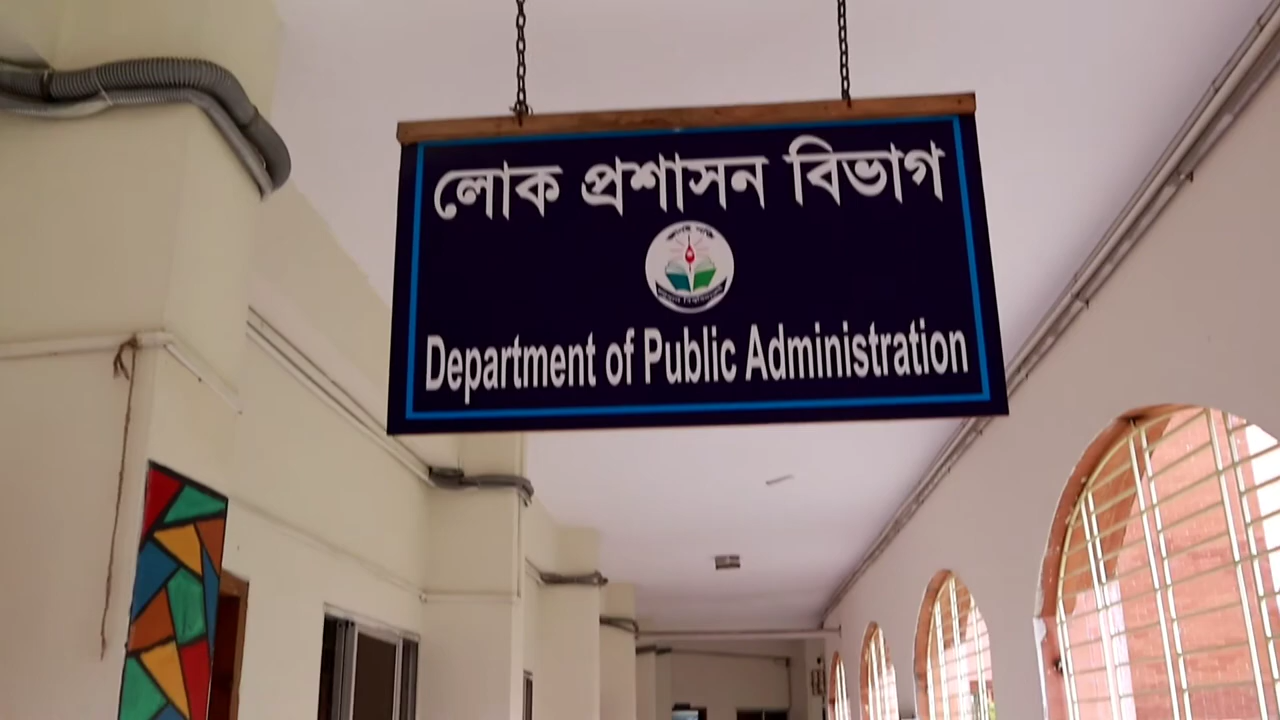 লোক প্রশাসন বিভাগ
Department of Public Administration